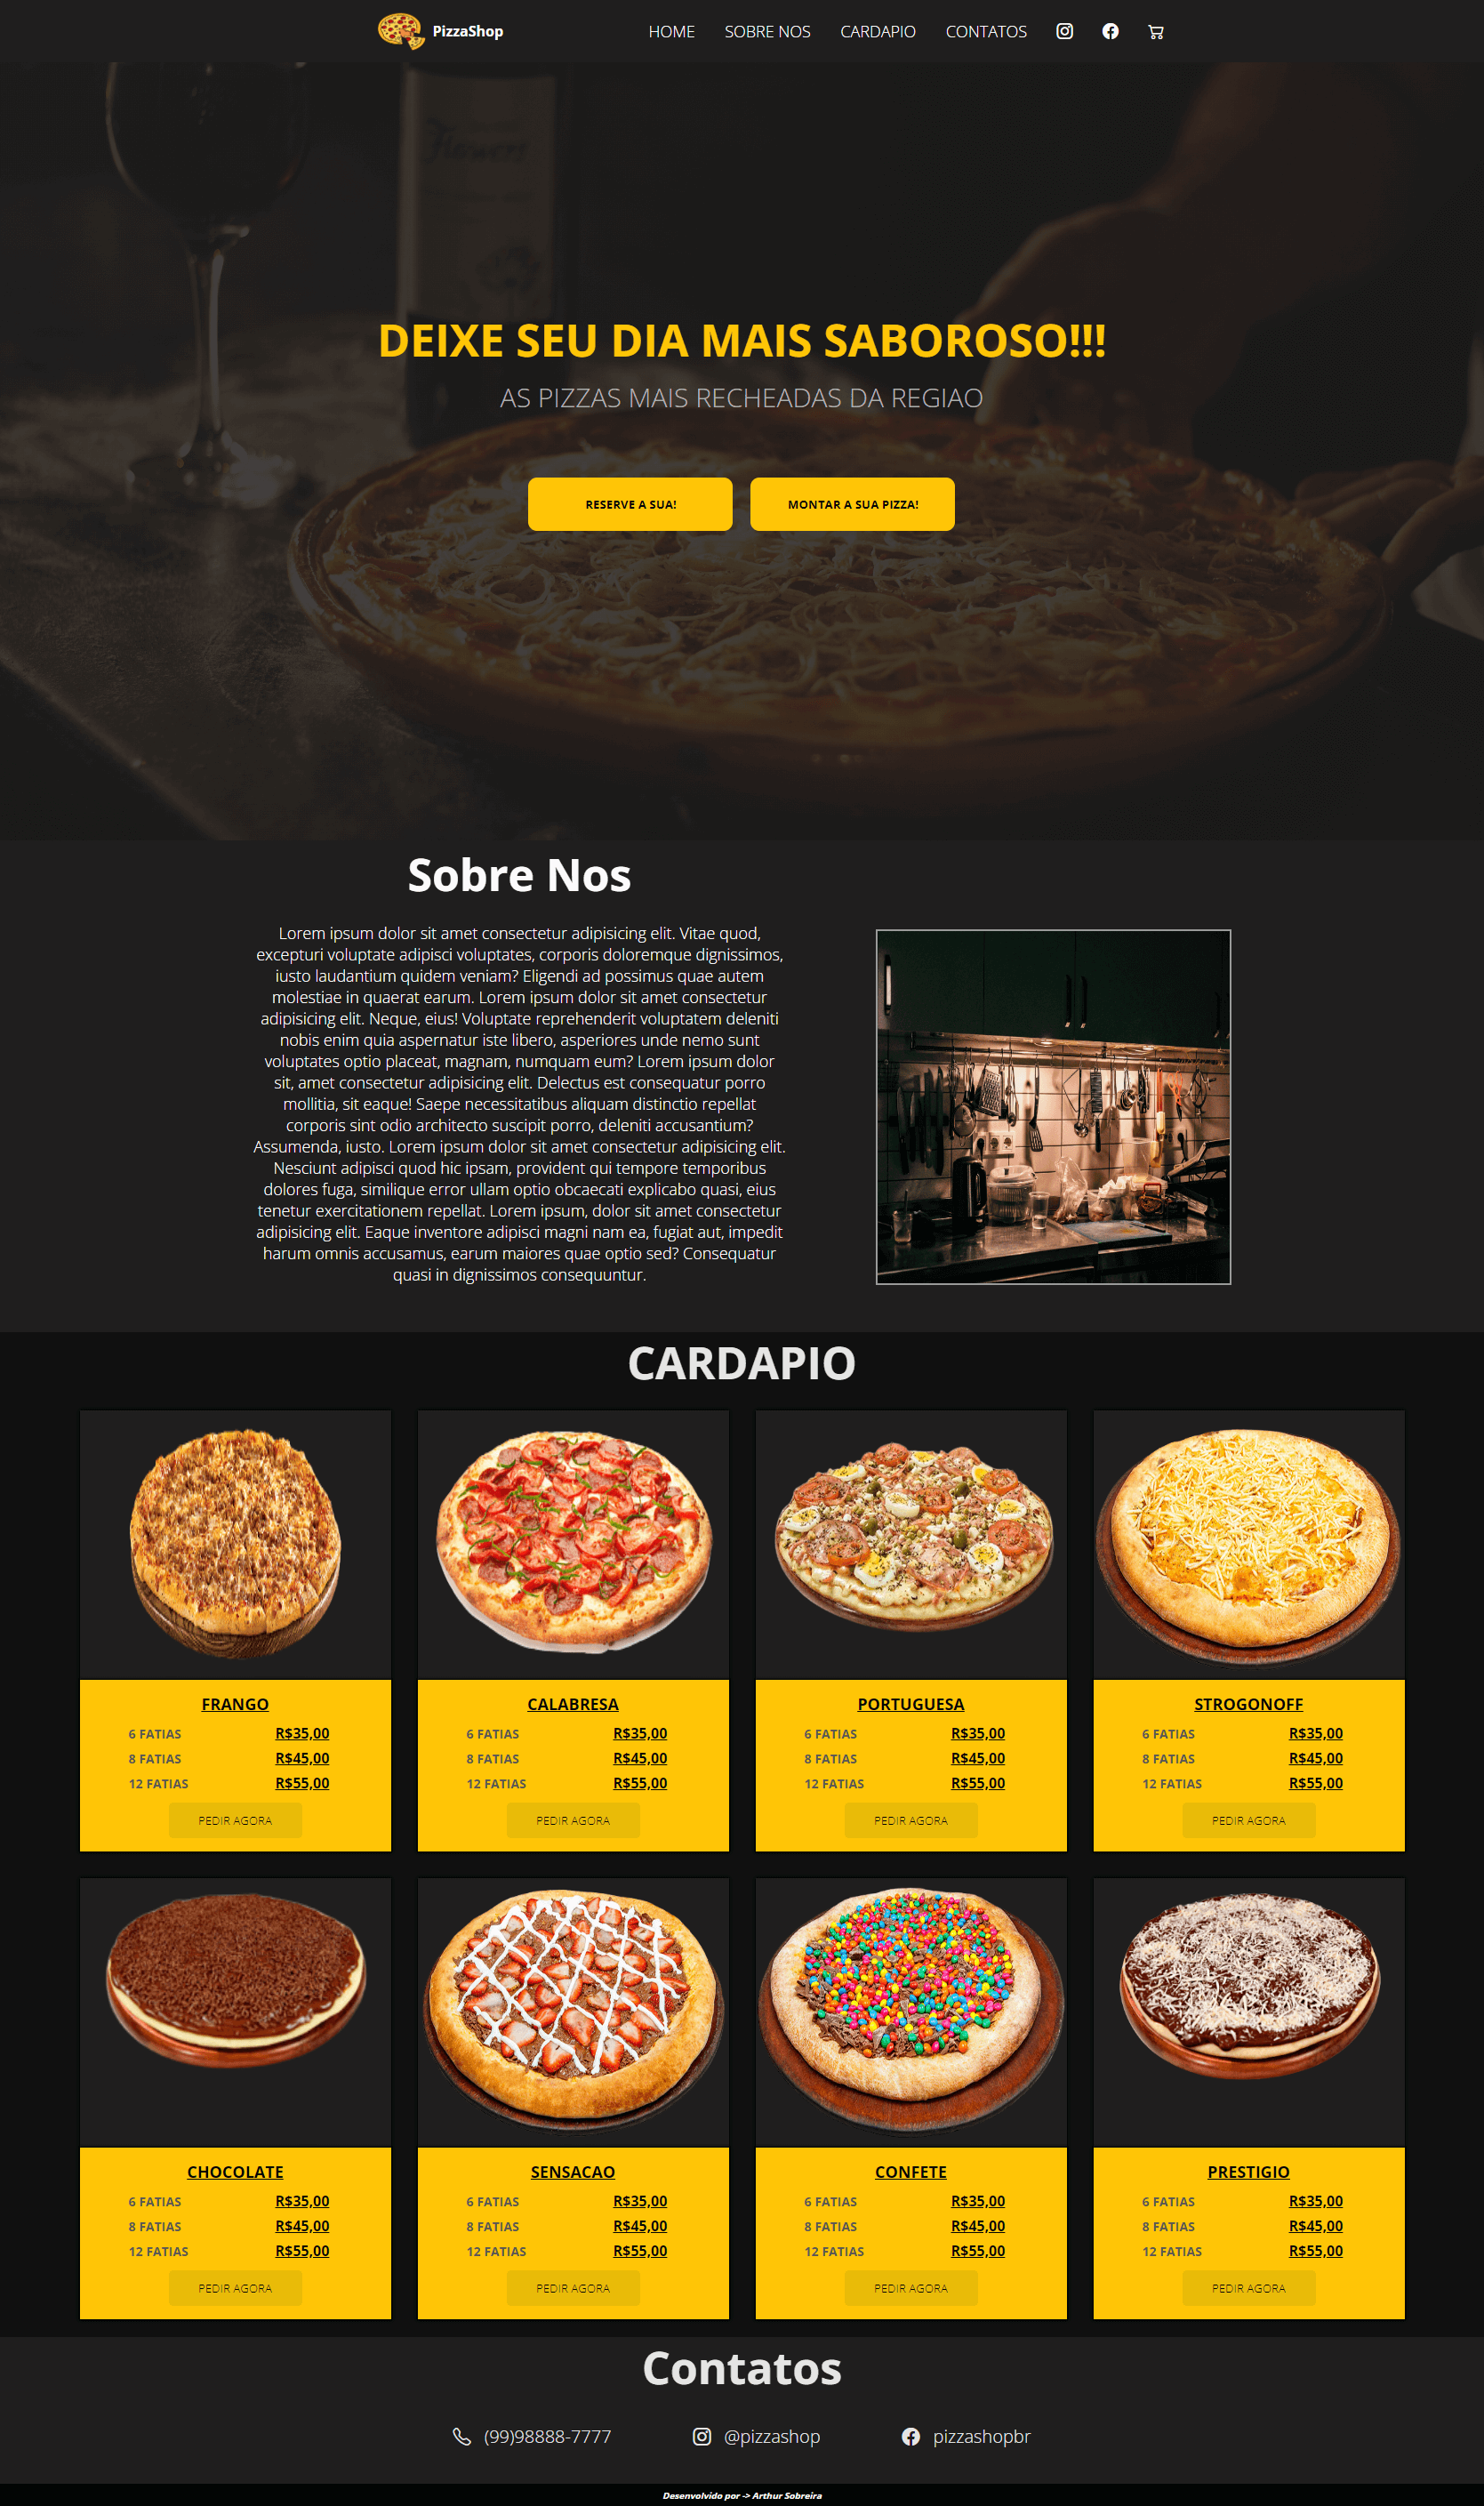 PizzaShop
HOME SOBRE NOS CARDAPIO CONTATOS
Flowers
DEIXE SEU DIA MAIS SABOROSO!!!
AS PIZZAS MAIS RECHEADAS DA REGIAO
RESERVE A SUA! MONTAR A SUA PIZZA!
Sobre Nos
Lorem ipsum dolor sit amet consectetur adipisicing elit. Vitae quod,
excepturi voluptate adipisci voluptates, corporis doloremque dignissimos,
iusto laudantium quidem veniam? Eligendi ad possimus quae autem
molestiae in quaerat earum. Lorem ipsum dolor sit amet consectetur
adipisicing elit. Neque, eius! Voluptate reprehenderit voluptatem deleniti
nobis enim quia aspernatur iste libero, asperiores unde nemo sunt
voluptates optio placeat, magnam, numquam eum? Lorem ipsum dolor
sit, amet consectetur adipisicing elit. Delectus est consequatur porro
mollitia, sit eaque! Saepe necessitatibus aliquam distinctio repellat
corporis sint odio architecto suscipit porro, deleniti accusantium?
Assumenda, iusto. Lorem ipsum dolor sit amet consectetur adipisicing elit.
Nesciunt adipisci quod hic ipsam, provident qui tempore temporibus
dolores fuga, similique error ullam optio obcaecati explicabo quasi, eius
tenetur exercitationem repellat. Lorem ipsum, dolor sit amet consectetur
adipisicing elit. Eaque inventore adipisci magni nam ea, fugiat aut, impedit
harum omnis accusamus, earum maiores quae optio sed? Consequatur
quasi in dignissimos consequuntur.
CARDAPIO
FRANGO
6 FATIAS R$35,00
8 FATIAS R$45,00
12 FATIAS R$55,00
PEDIR AGORA
CALABRESA
6 FATIAS R$35,00
8 FATIAS R$45,00
12 FATIAS R$55,00
PEDIR AGORA
PORTUGUESA
6 FATIAS R$35,00
8 FATIAS R$45,00
12 FATIAS R$55,00
PEDIR AGORA
STROGONOFF
6 FATIAS R$35,00
8 FATIAS R$45,00
12 FATIAS R$55,00
PEDIR AGORA
CHOCOLATE
6 FATIAS R$35,00
8 FATIAS R$45,00
12 FATIAS R$55,00
PEDIR AGORA
SENSACAO
6 FATIAS R$35,00
8 FATIAS R$45,00
12 FATIAS R$55,00
PEDIR AGORA
CONFETE
6 FATIAS R$35,00
8 FATIAS R$45,00
12 FATIAS R$55,00
PEDIR AGORA
PRESTIGIO
6 FATIAS R$35,00
8 FATIAS R$45,00
12 FATIAS R$55,00
PEDIR AGORA
Contatos
(99)98888-7777 @pizzashop pizzashopbr
Desenvolvido por -> Arthur Sobreira